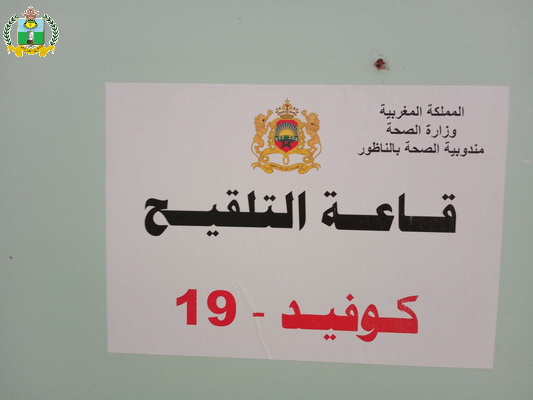 المملكة المغربية
وزارة الصحة
مندوبية الصحة بالناظور
قاعة التلقيح
كوفيد - 19